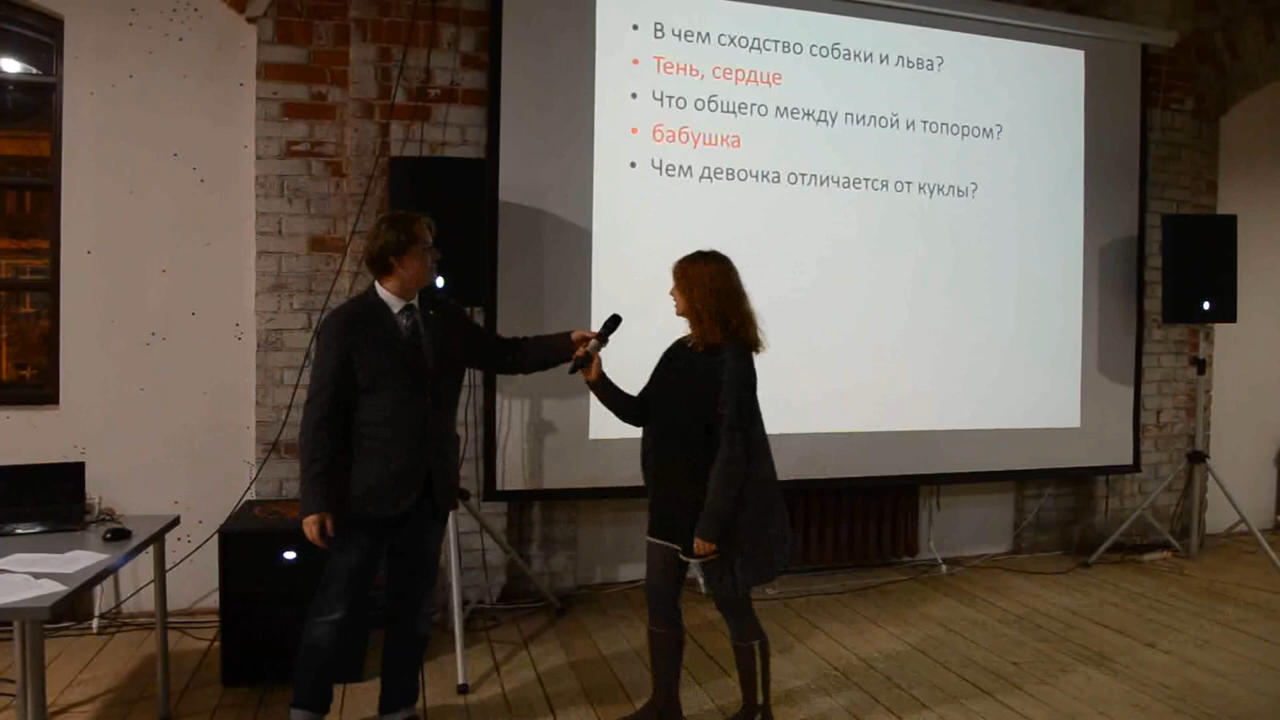 • В чем сходство собаки и льва?
• Тень, сердце
• Что общего между пилой и топором?
• бабушка
• Чем девочка отличается от куклы?